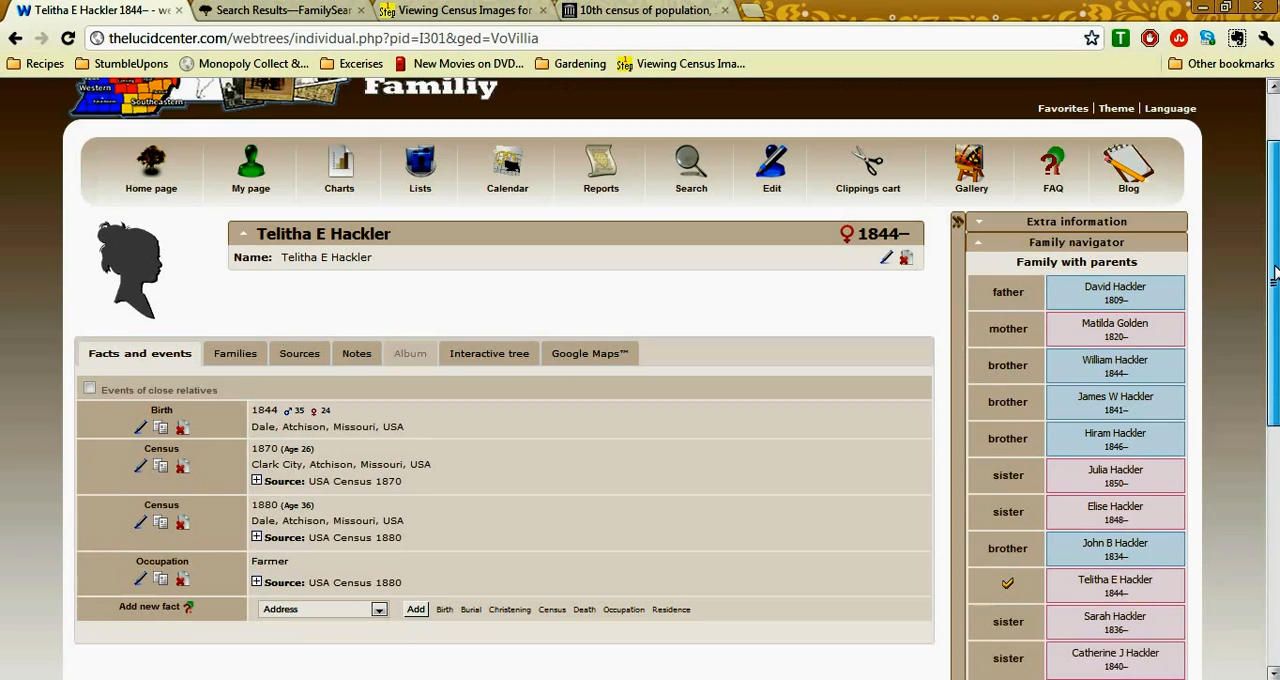 Telitha E Hackler 1844– - we
Search Results—FamilySear
Step Viewing Census Images for
10th census of population,
thelucidcenter.com/webtrees/individual.php?pid=I301&ged=VoVillia
T
Recipes
StumbleUpons
Monopoly Collect &...
Excerises
New Movies on DVD...
Gardening
Step Viewing Census Ima...
Other bookmarks
Western
Southeastern
Familiy
Favorites | Theme | Language
Home page
My page
Charts
Lists
Calendar
Reports
Search
Edit
Clippings cart
Gallery
FAQ
Blog
Telitha E Hackler ♀ 1844–
Name: Telitha E Hackler
Facts and events
Families
Sources
Notes
Album
Interactive tree
Google Maps™
Events of close relatives
Birth
1844 ♂ 35 ♀ 24
Dale, Atchison, Missouri, USA
Census
1870 (Age 26)
Clark City, Atchison, Missouri, USA
Source: USA Census 1870
Census
1880 (Age 36)
Dale, Atchison, Missouri, USA
Source: USA Census 1880
Occupation
Farmer
Source: USA Census 1880
Add new fact ?
Address
Add
Birth Burial Christening Census Death Occupation Residence
Extra information
Family navigator
Family with parents
father
David Hackler
1809–
mother
Matilda Golden
1820–
brother
William Hackler
1844–
brother
James W Hackler
1841–
brother
Hiram Hackler
1846–
sister
Julia Hackler
1850–
sister
Elise Hackler
1848–
brother
John B Hackler
1834–
Telitha E Hackler
1844–
sister
Sarah Hackler
1836–
sister
Catherine J Hackler
1840–